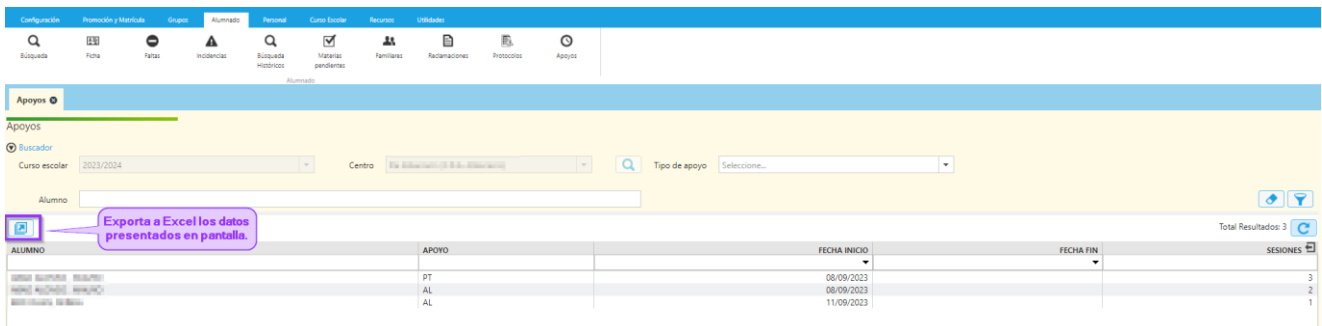 Configuración Promoción y Matrícula Grupos Alumnado Personal Curso Escolar Recursos Utilidades
Búsqueda Ficha Faltas Incidencias Búsqueda Históricos Materias pendientes Familiares Reclamaciones Protocolos Apoyos
Alumnado
Apoyos
Apoyos
Buscador
Curso escolar 2023/2024 Centro Tipo de apoyo Seleccione...
Alumno
Exporta a Excel los datos
presentados en pantalla.
Total Resultados: 3
ALUMNO APOYO FECHA INICIO FECHA FIN SESIONES
PT 08/09/2023 3
AL 08/09/2023 2
AL 11/09/2023 1